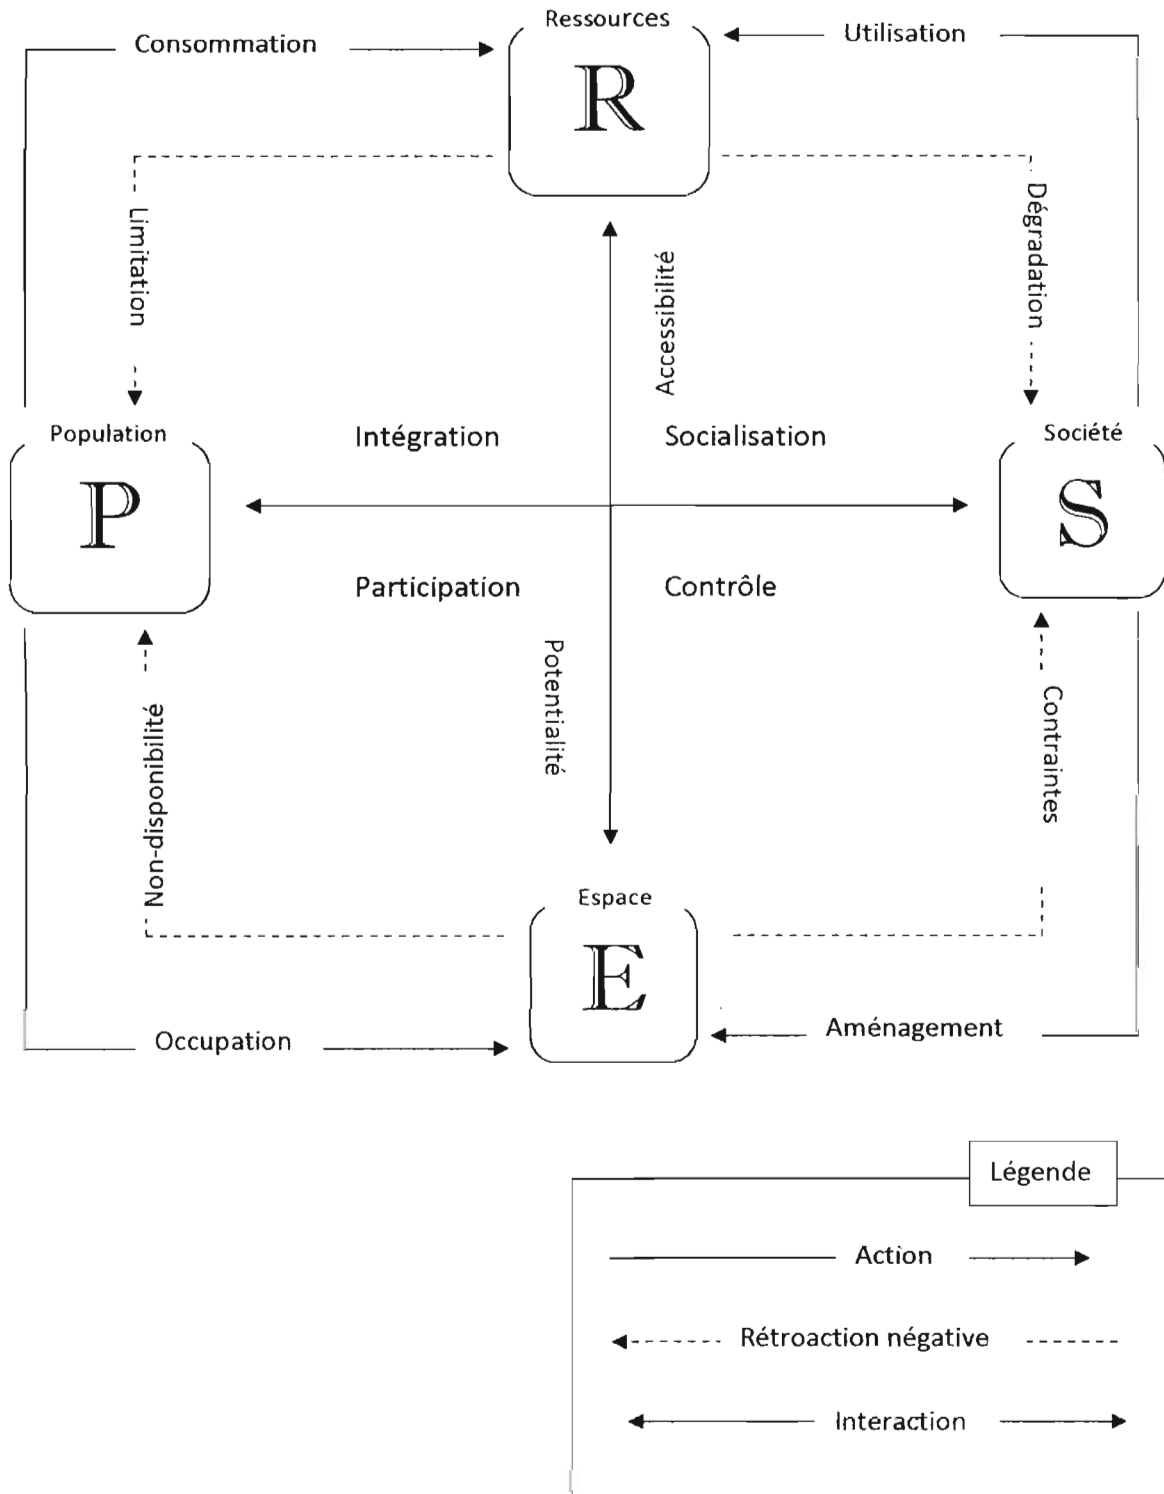 Ressources
Consommation
Utilisation
R
Limitation
Dégradation
Accessibilité
Population
Intégration
Socialisation
Société
P
S
Participation
Contrôle
Potentialité
Non-disponibilité
Contraintes
Espace
E
Occupation
Aménagement
Légende
Action
Rétroaction négative
Interaction